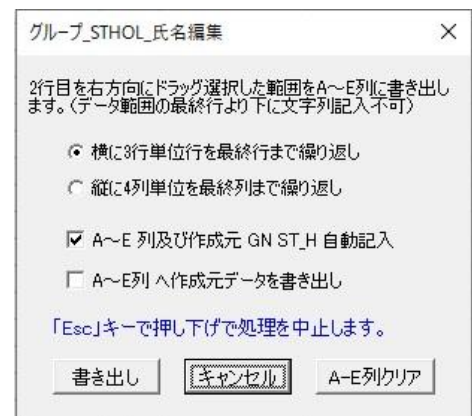 グループ_STHOL_氏名編集
2行目を右方向にドラッグ選択した範囲をA～E列に書き出し
ます。（データ範囲の最終行より下に文字列記入不可）
横に3行単位行を最終行まで繰り返し
縦に4列単位を最終列まで繰り返し
A～E 列及び作成元 GN ST_H 自動記入
A～E列 へ作成元データを書き出し
「Esc」キーで押し下げで処理を中止します。
書き出し キャンセル A-E列クリア